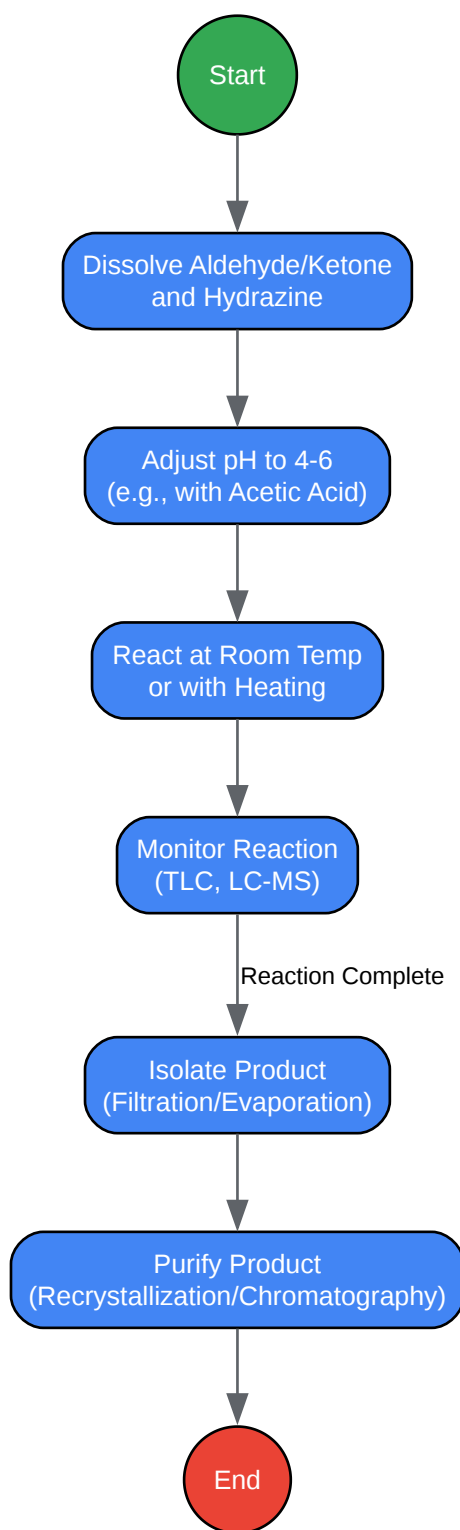 Start
Dissolve Aldehyde/Ketone
and Hydrazine
Adjust pH to 4-6
(e.g., with Acetic Acid)
React at Room Temp
or with Heating
Monitor Reaction
(TLC, LC-MS)
Reaction Complete
Isolate Product
(Filtration/Evaporation)
Purify Product
(Recrystallization/Chromatography)
End